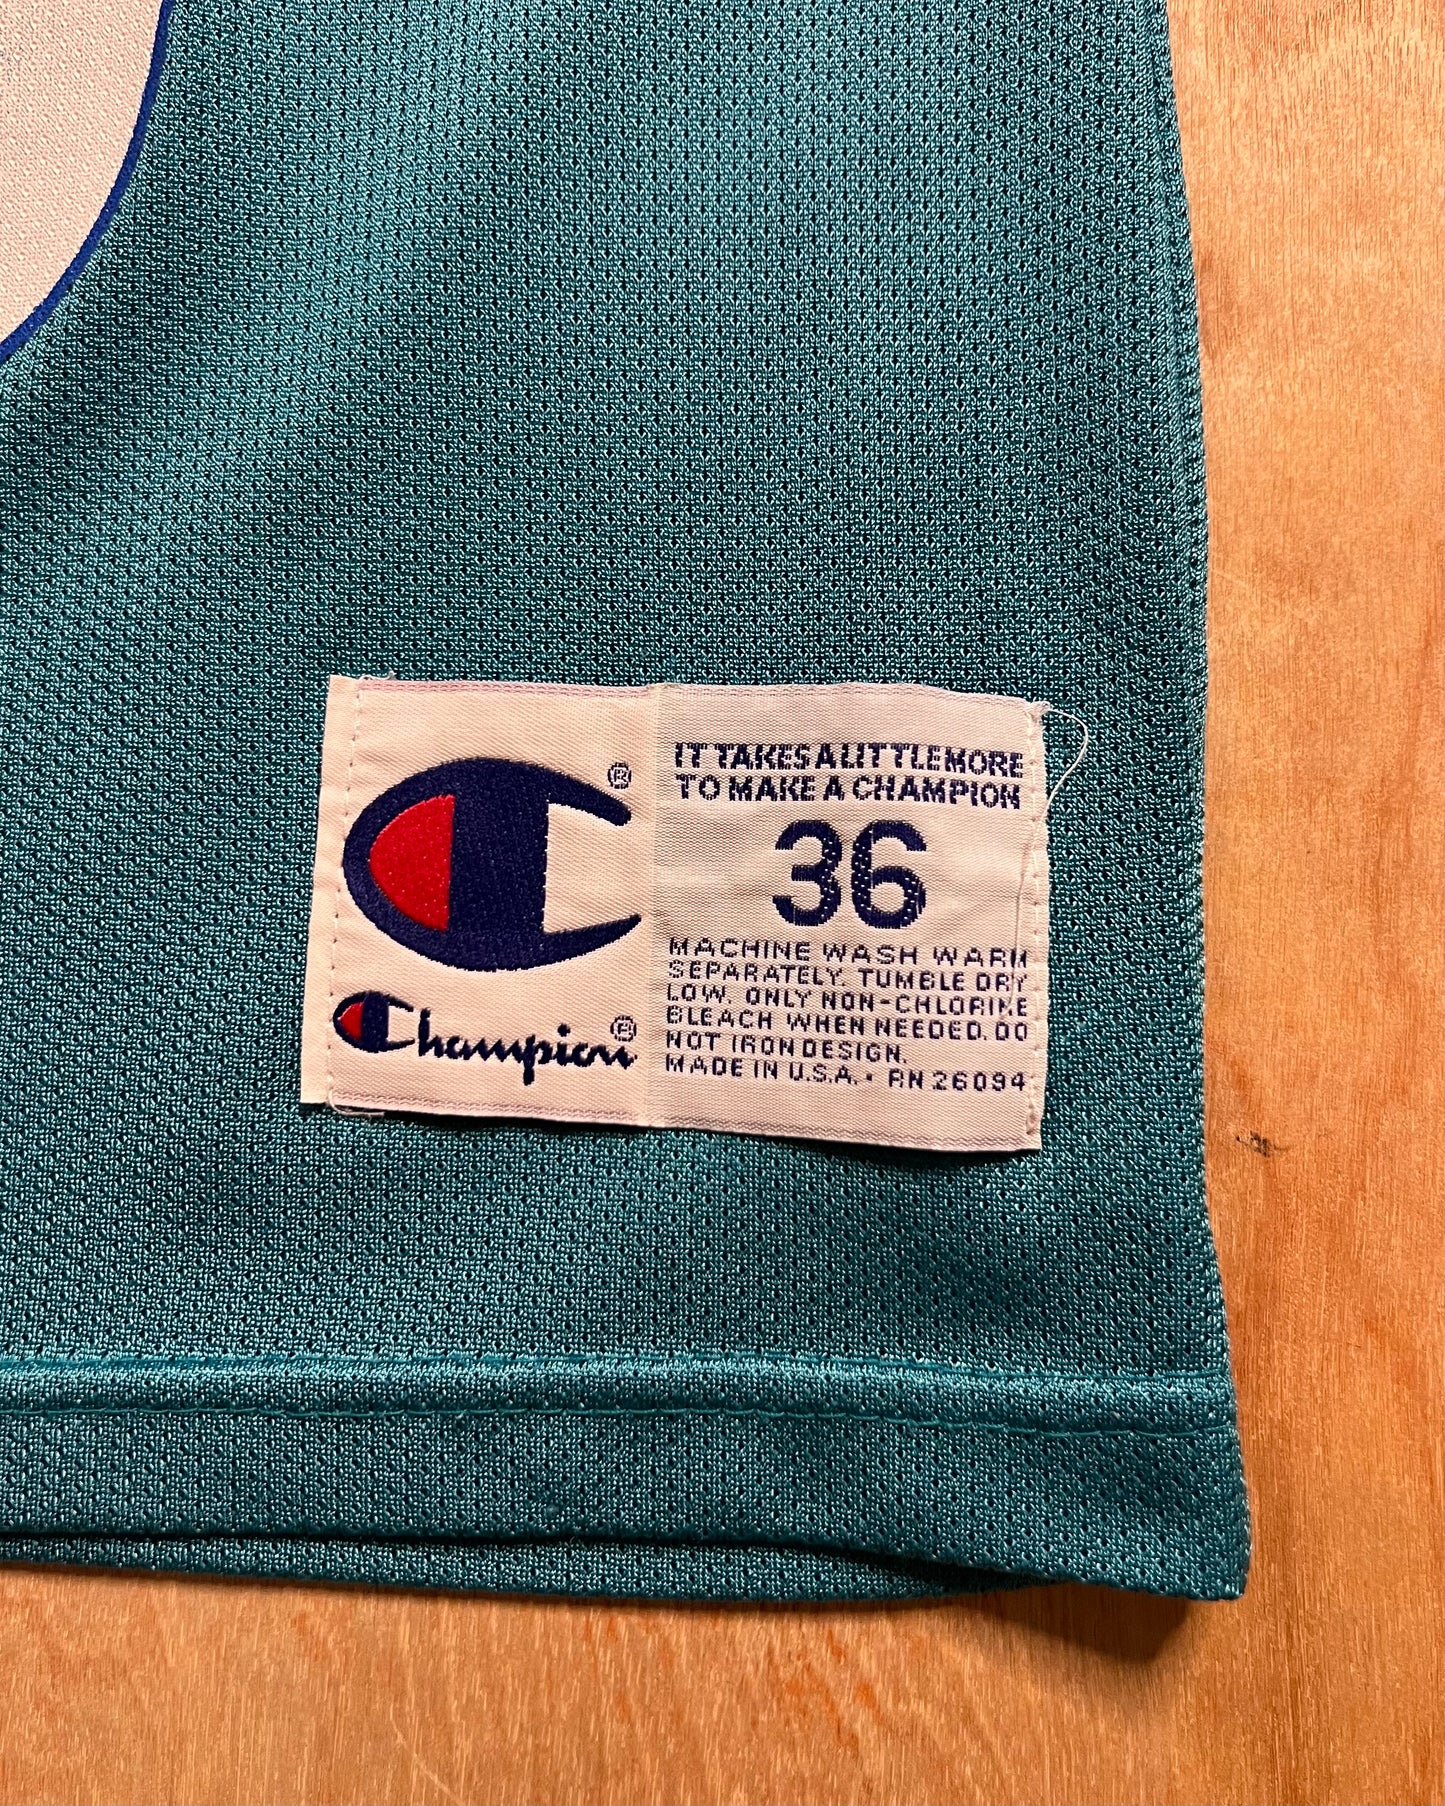 ®
Champion®
IT TAKES A LITTLE MORE
TO MAKE A CHAMPION
36
MACHINE WASH WARM
SEPARATELY. TUMBLE DRY
LOW. ONLY NON-CHLORINE
BLEACH WHEN NEEDED. DO
NOT IRON DESIGN.
MADE IN U.S.A. • RN 26094